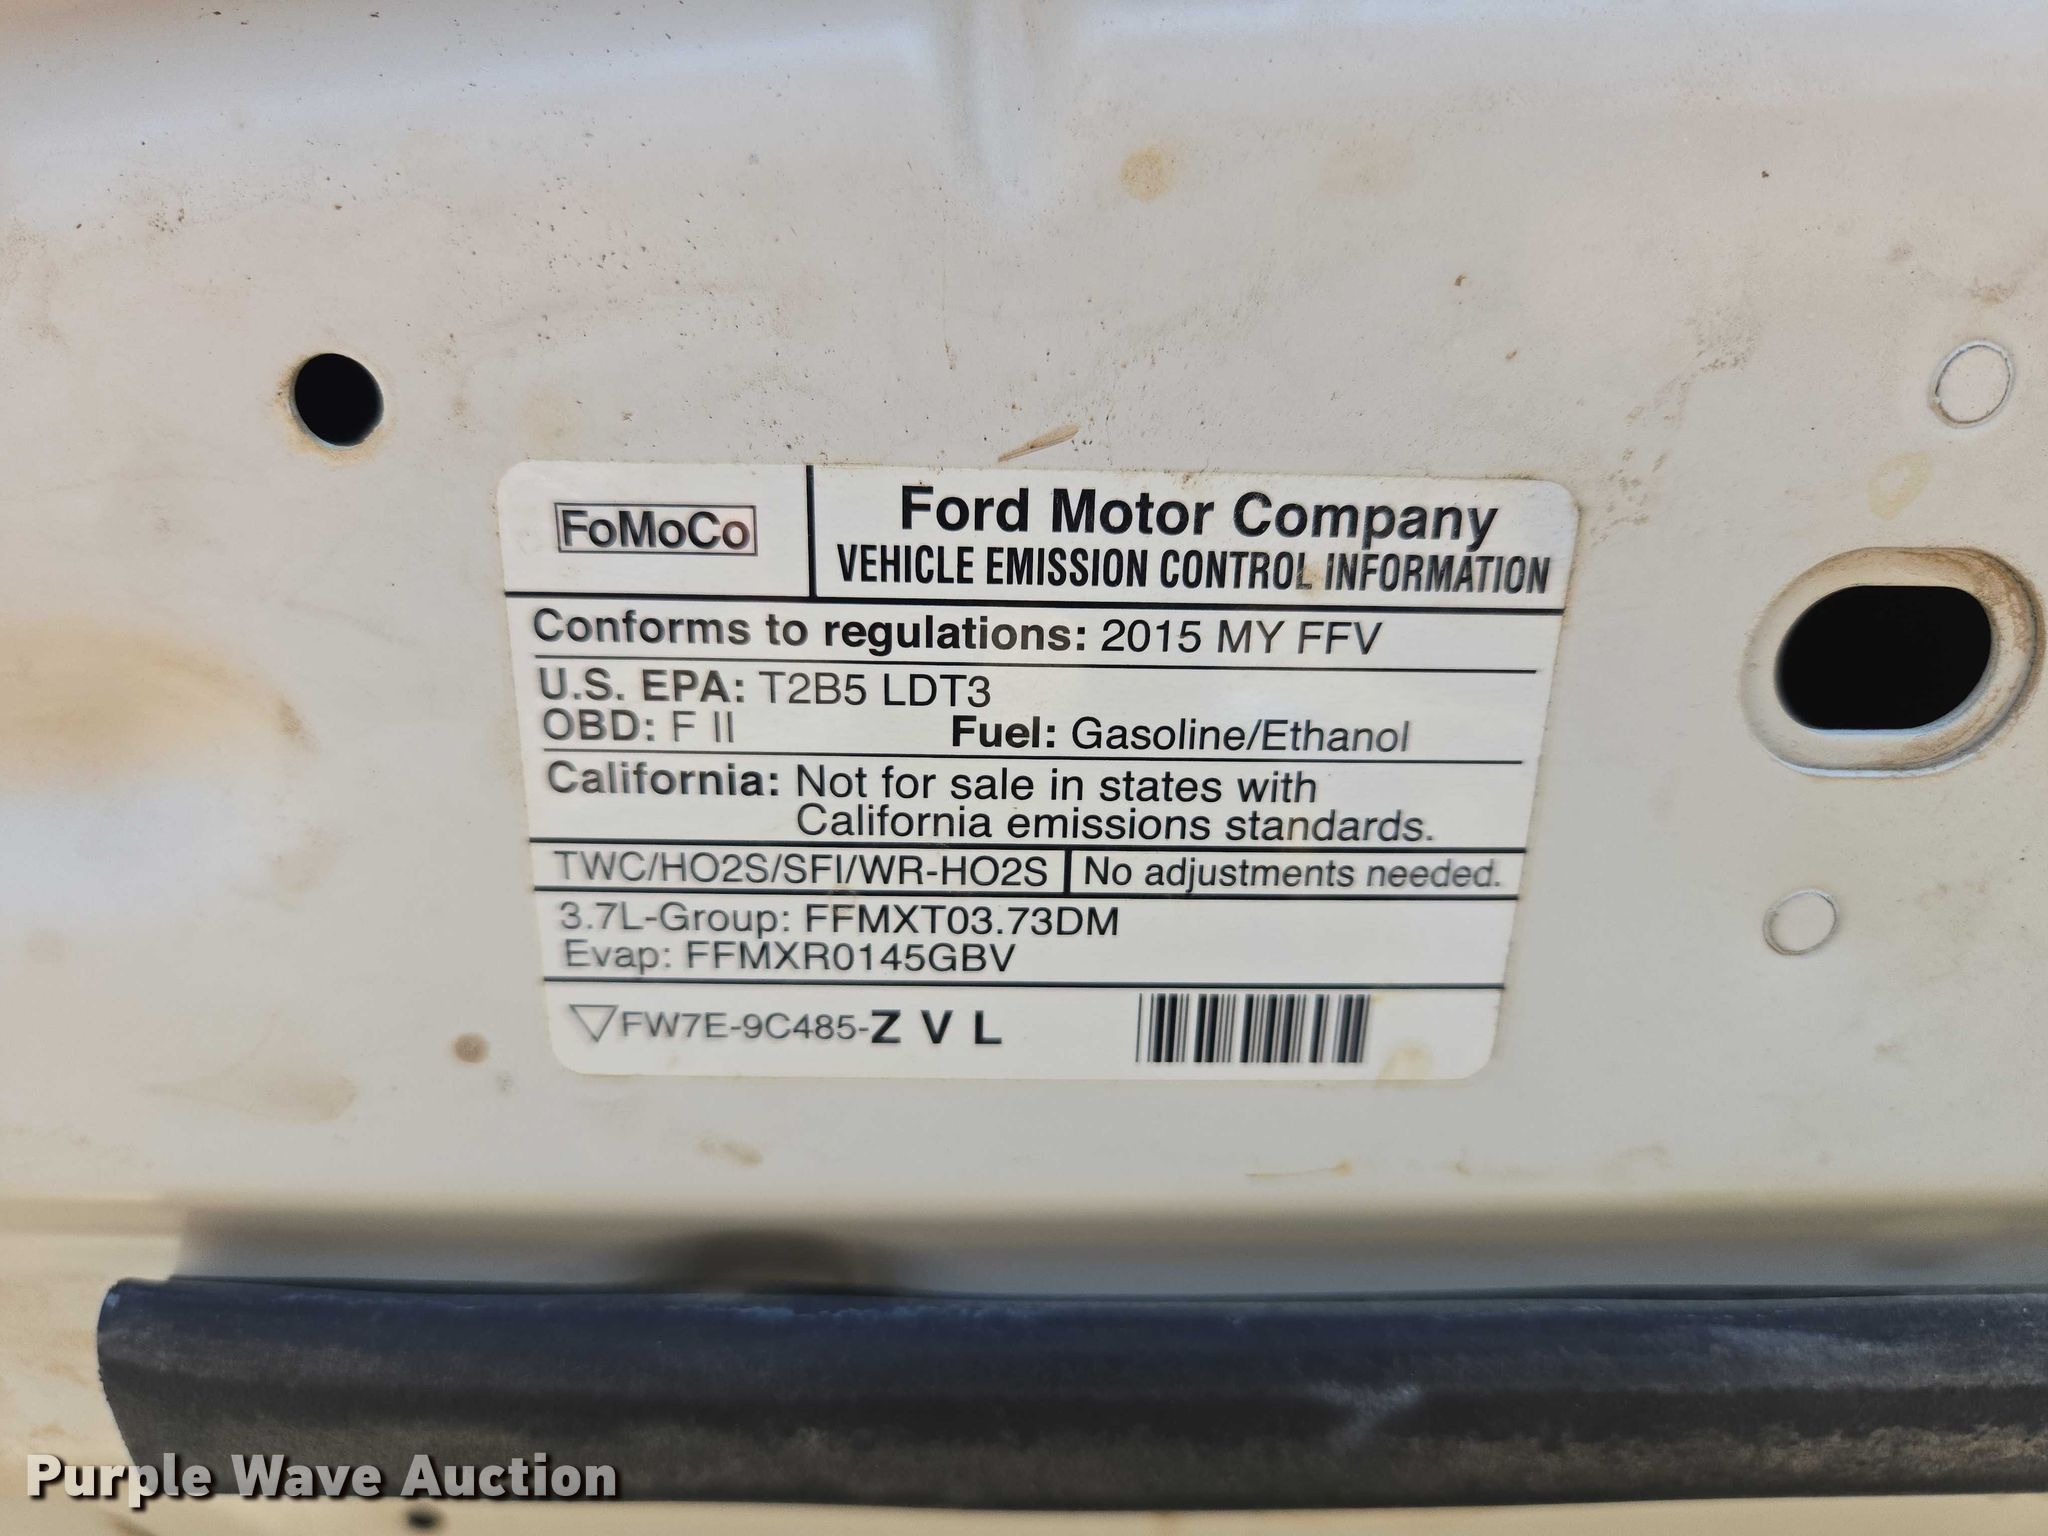 FoMoCo
Ford Motor Company
VEHICLE EMISSION CONTROL INFORMATION
Conforms to regulations: 2015 MY FFV
U.S. EPA: T2B5 LDT3
OBD: F II Fuel: Gasoline/Ethanol
California: Not for sale in states with
California emissions standards.
TWC/HO2S/SFI/WR-HO2S No adjustments needed.
3.7L-Group: FFMXT03.73DM
Evap: FFMXR0145GBV
FW7E-9C485-Z V L
Purple Wave Auction